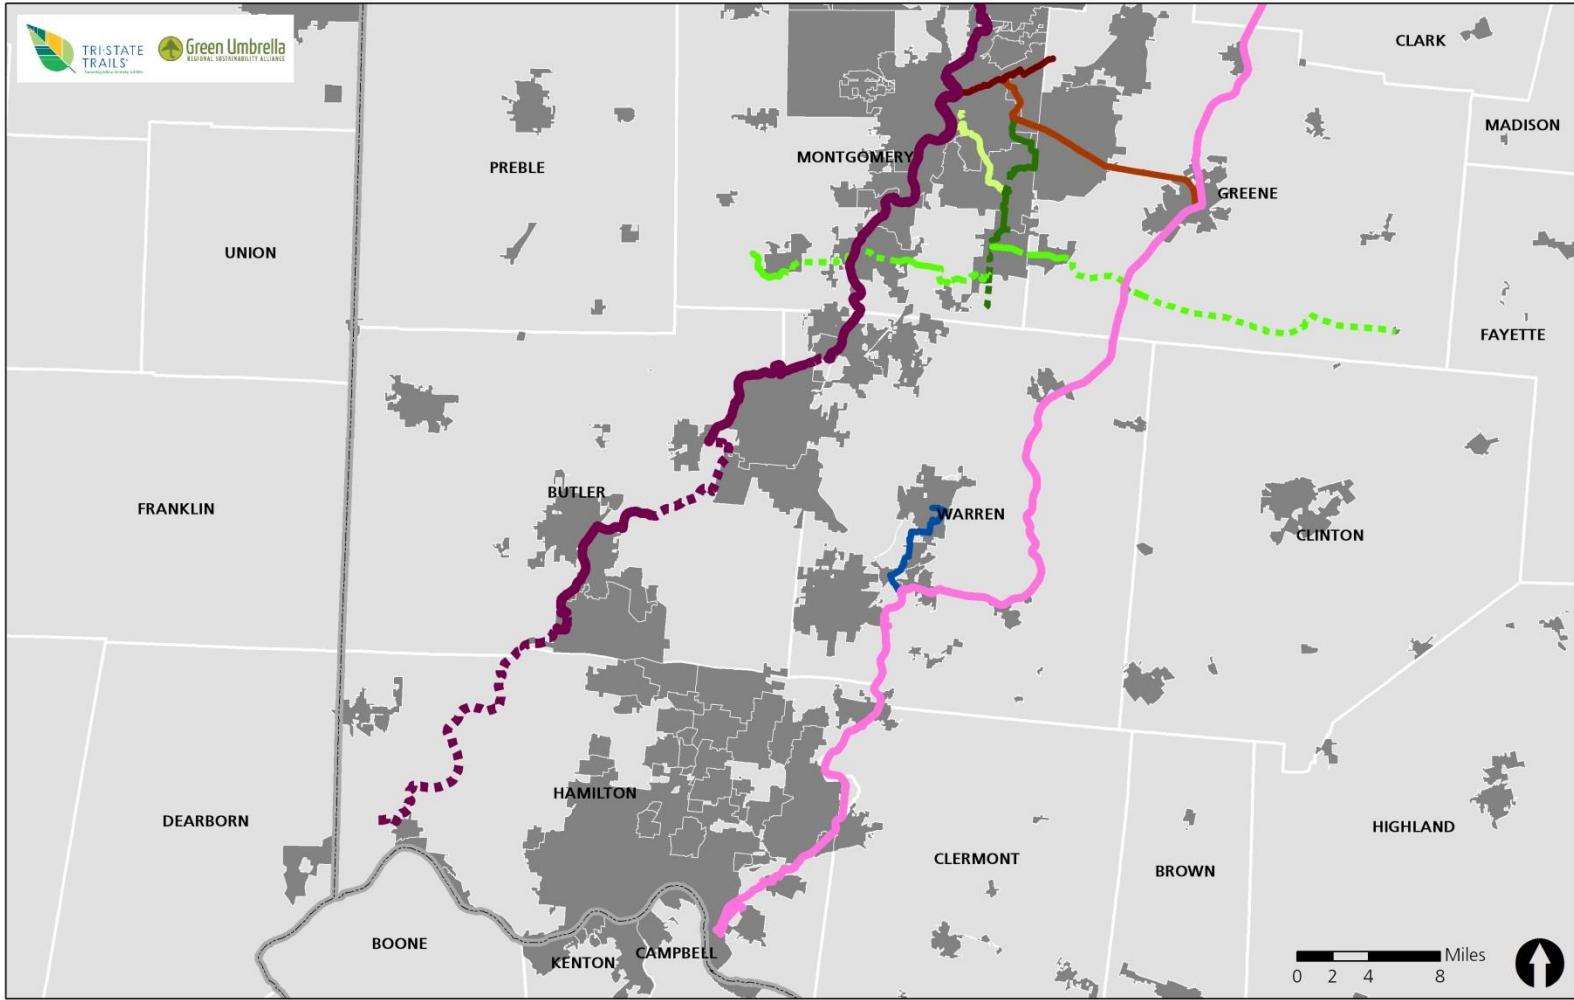 TRI·STATE
TRAILS
Green Umbrella
REGIONAL SUSTAINABILITY ALLIANCE
CLARK
MADISON
PREBLE
MONTGOMERY
GREENE
UNION
FAYETTE
FRANKLIN
BUTLER
WARREN
CLINTON
DEARBORN
HAMILTON
HIGHLAND
CLERMONT
BROWN
BOONE
KENTON
CAMPBELL
Miles
0 2 4 8